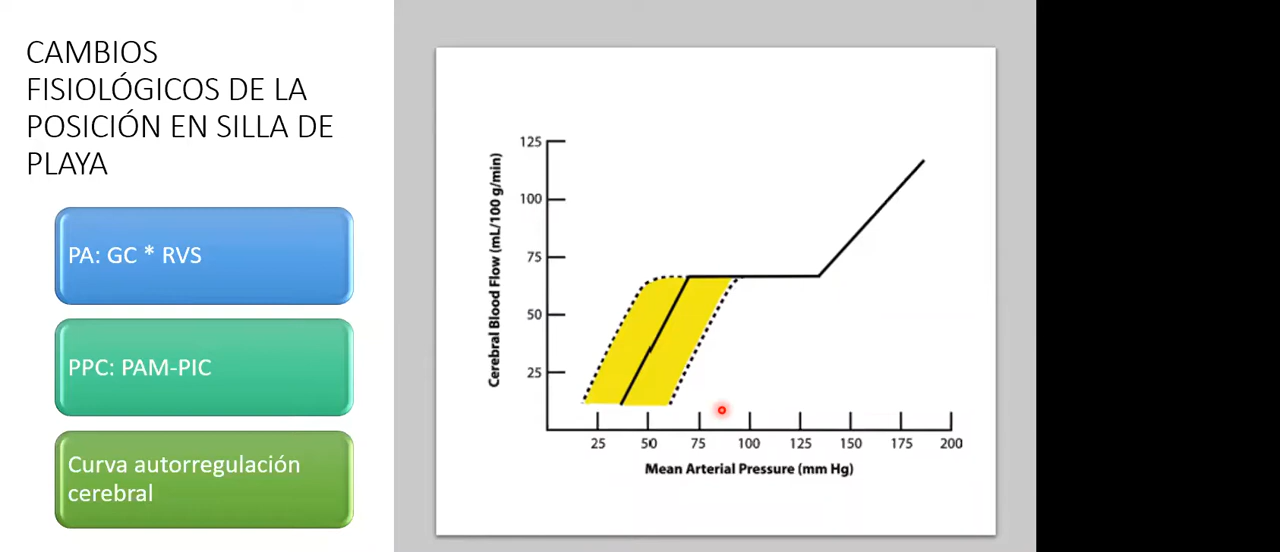 CAMBIOS
FISIOLÓGICOS DE LA
POSICIÓN EN SILLA DE
PLAYA
PA: GC * RVS
PPC: PAM-PIC
Curva autorregulación
cerebral
Cerebral Blood Flow (mL/100 g/min)
125
100
75
50
25
25 50 75 100 125 150 175 200
Mean Arterial Pressure (mm Hg)